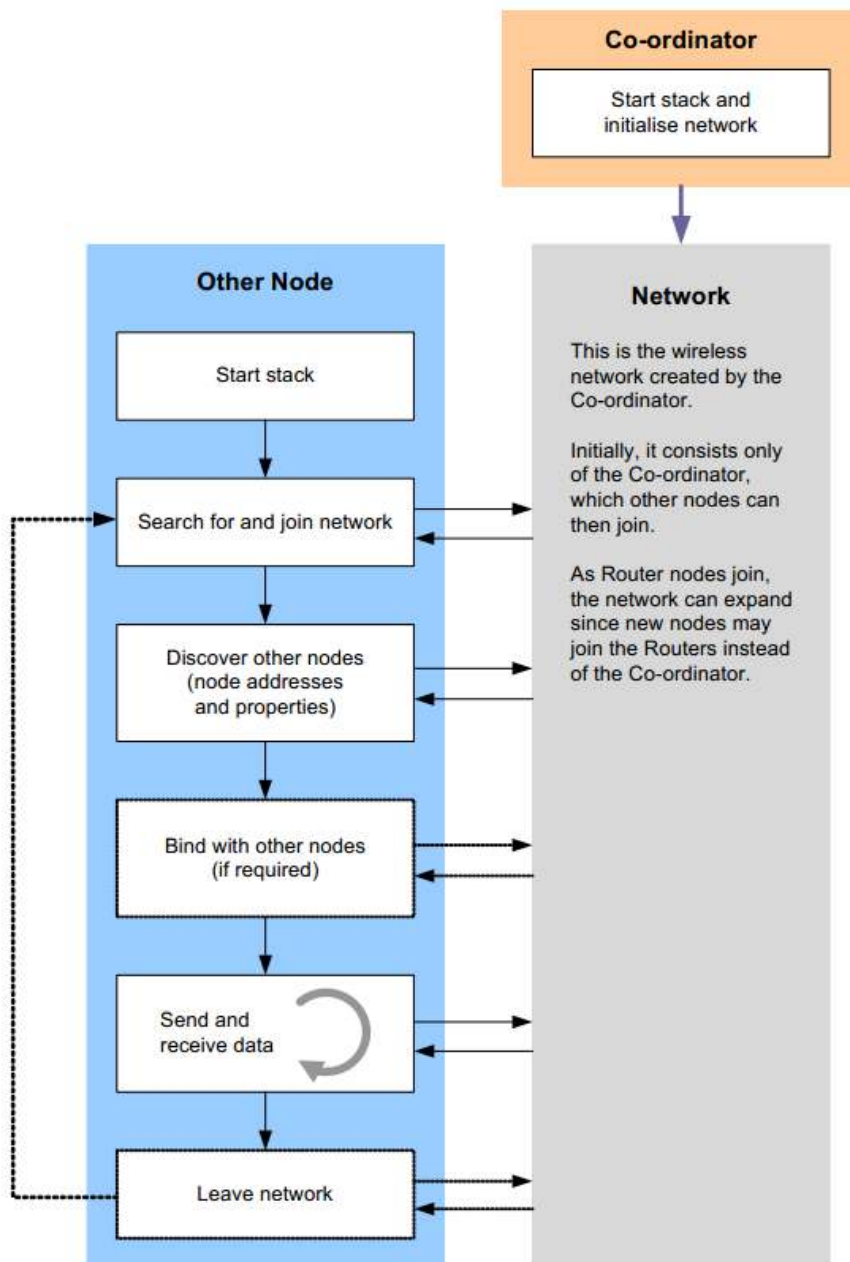 Co-ordinator
Start stack and
initialise network
Other Node
Start stack
Search for and join network
Discover other nodes
(node addresses
and properties)
Bind with other nodes
(if required)
Send and
receive data
Leave network
Network
This is the wireless
network created by the
Co-ordinator.
Initially, it consists only
of the Co-ordinator,
which other nodes can
then join.
As Router nodes join,
the network can expand
since new nodes may
join the Routers instead
of the Co-ordinator.